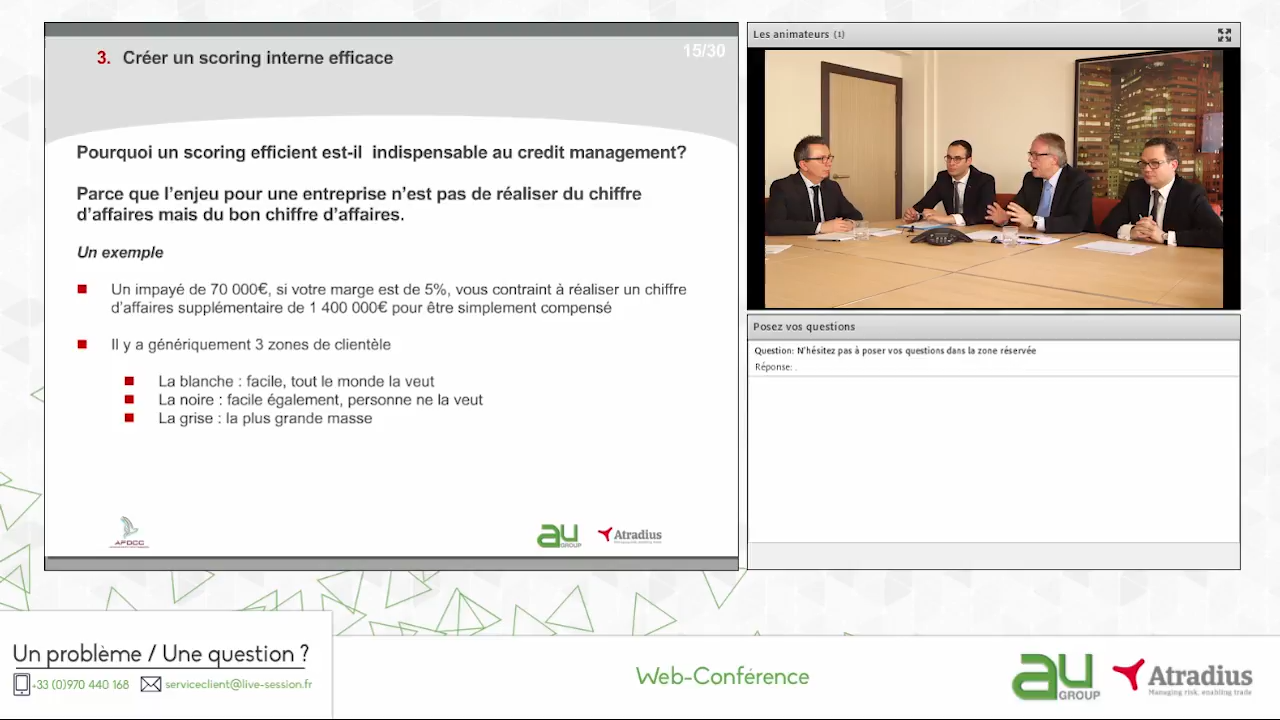 3. Créer un scoring interne efficace
15/30
Pourquoi un scoring efficient est-il indispensable au credit management?
Parce que l'enjeu pour une entreprise n'est pas de réaliser du chiffre
d'affaires mais du bon chiffre d'affaires.
Un exemple
Un impayé de 70 000€, si votre marge est de 5%, vous contraint à réaliser un chiffre
d'affaires supplémentaire de 1 400 000€ pour être simplement compensé
Il y a génériquement 3 zones de clientèle
La blanche : facile, tout le monde la veut
La noire : facile également, personne ne la veut
La grise : la plus grande masse
AFDCC
au
GROUP
Atradius
Les animateurs (1)
Posez vos questions
Question: N'hésitez pas à poser vos questions dans la zone réservée
Réponse: .
Un problème / Une question ?
+33 (0)970 440 168 serviceclient@live-session.fr
Web-Conférence
au
GROUP
Atradius
Managing risk, enabling trade